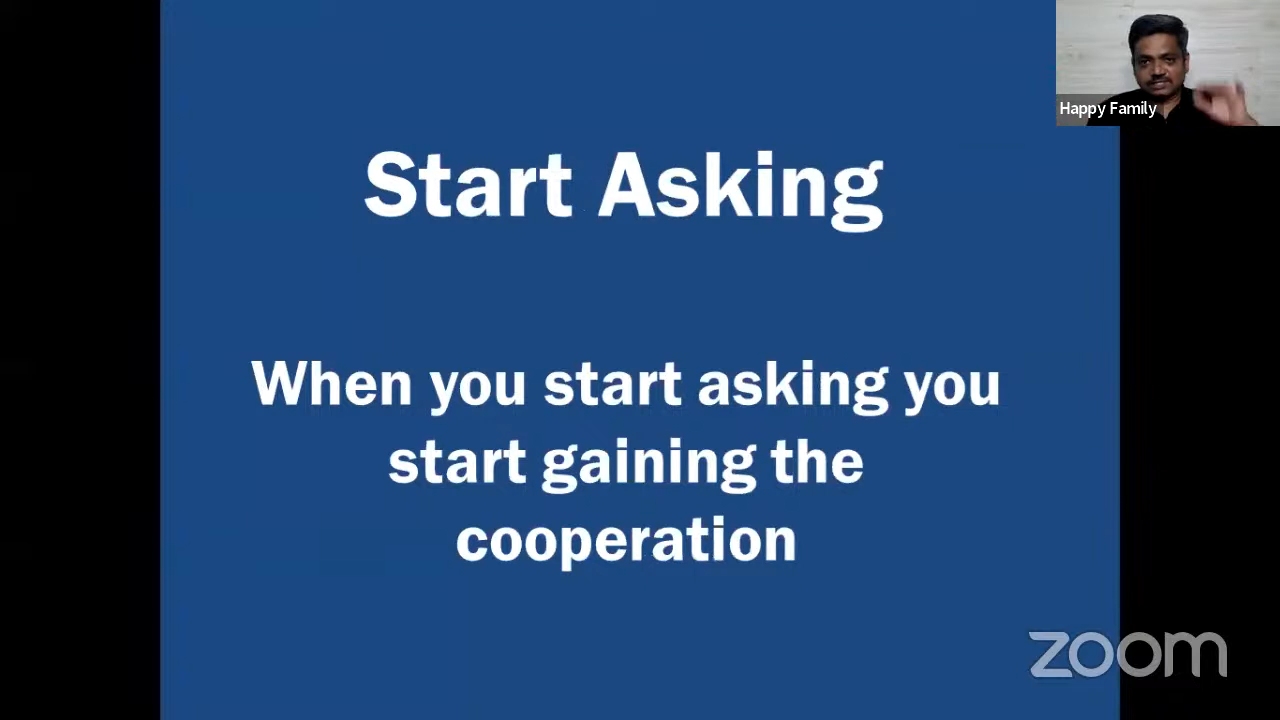 Happy Family
Start Asking
When you start asking you
start gaining the
cooperation
zoom